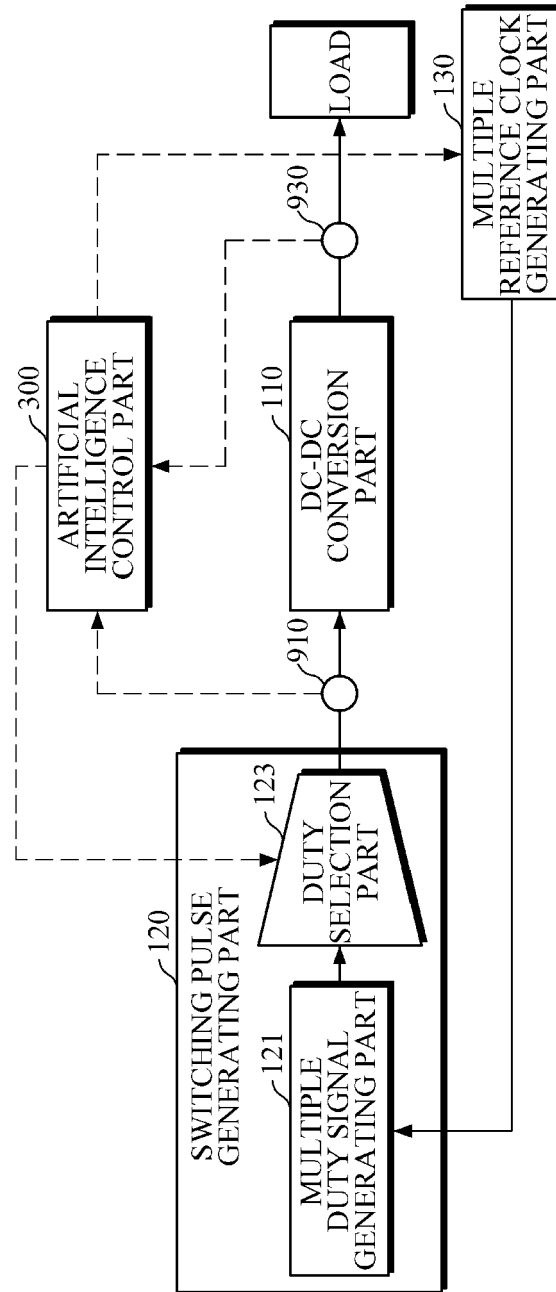 120
SWITCHING PULSE
GENERATING PART
121
MULTIPLE
DUTY SIGNAL
GENERATING PART
123
DUTY
SELECTION
PART
910
300
ARTIFICIAL
INTELLIGENCE
CONTROL PART
110
DC-DC
CONVERSION
PART
930
LOAD
130
MULTIPLE
REFERENCE CLOCK
GENERATING PART